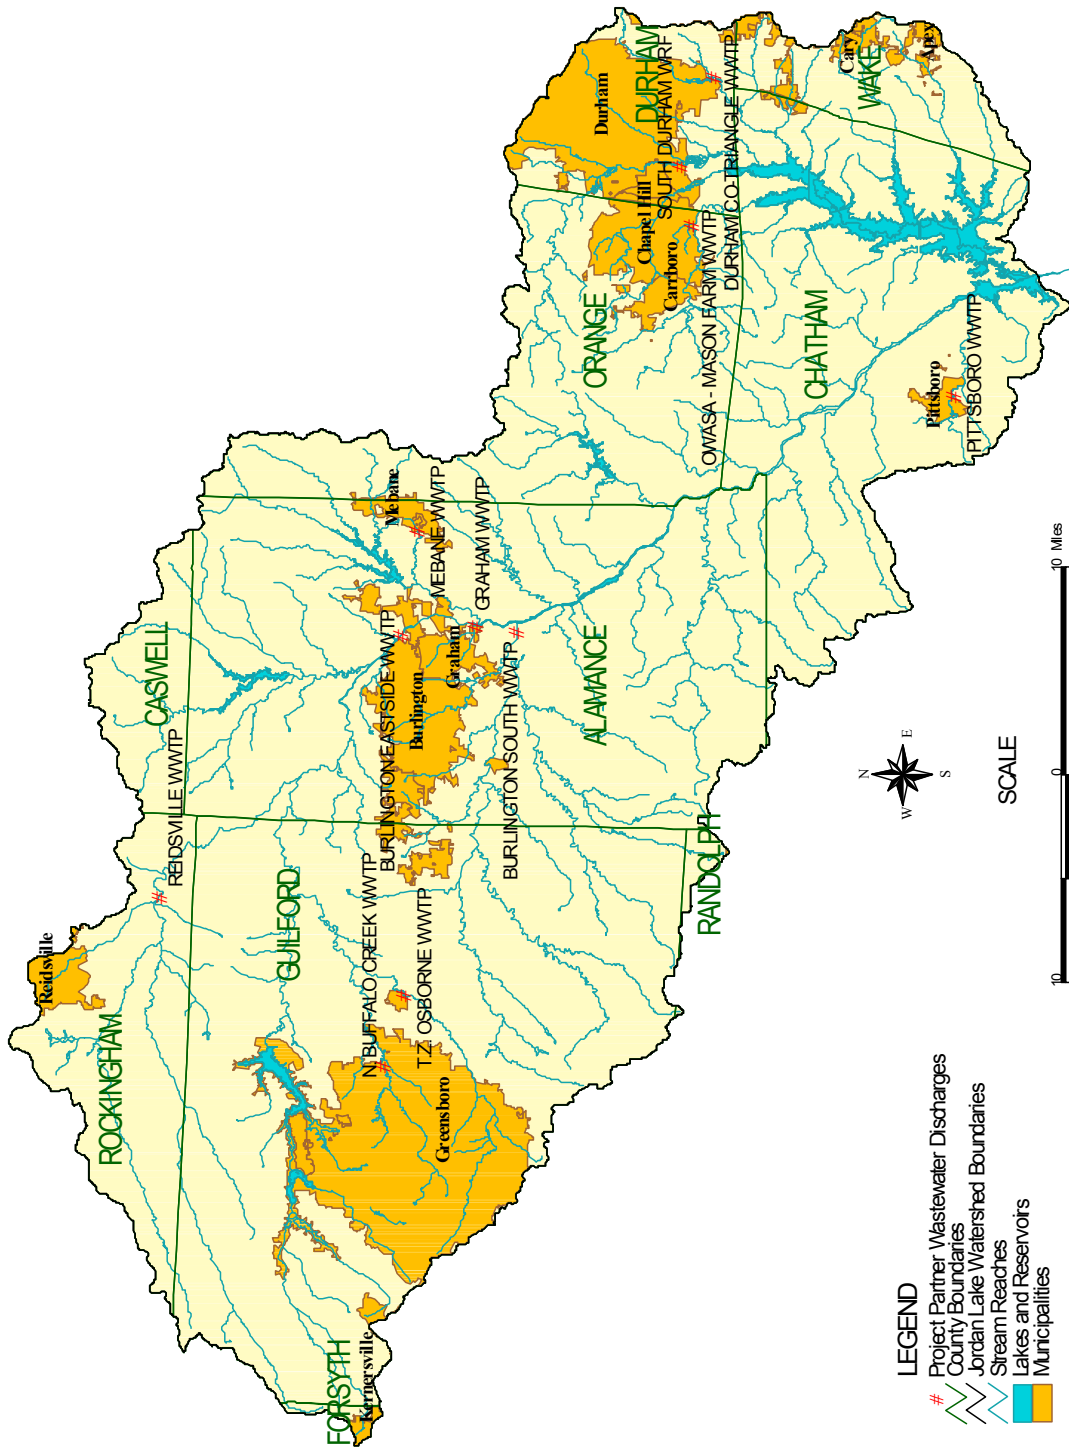 Reidsville
ROCKINGHAM
REIDSVILLE WWTP
CASWELL
FORSYTH
Kernersville
GUILFORD
N. BUFFALO CREEK WWTP
T.Z. OSBORNE WWTP
Greensboro
BURLINGTON EASTSIDE WWTP
Burlington
Graham
Mebane
MEBANE WWTP
GRAHAM WWTP
BURLINGTON SOUTH WWTP
ALAMANCE
RANDOLPH
ORANGE
Durham
DURHAM
Chapel Hill
Carrboro
SOUTH DURHAM WRF
OWASA - MASON FARM WWTP
DURHAM CO.TRIANGLE WWTP
CHATHAM
Cary
WAKE
Apex
Pittsboro
PITTSBORO WWTP
N
W
E
S
SCALE
10
0
10 Miles
LEGEND
# Project Partner Wastewater Discharges
County Boundaries
Jordan Lake Watershed Boundaries
Stream Reaches
Lakes and Reservoirs
Municipalities